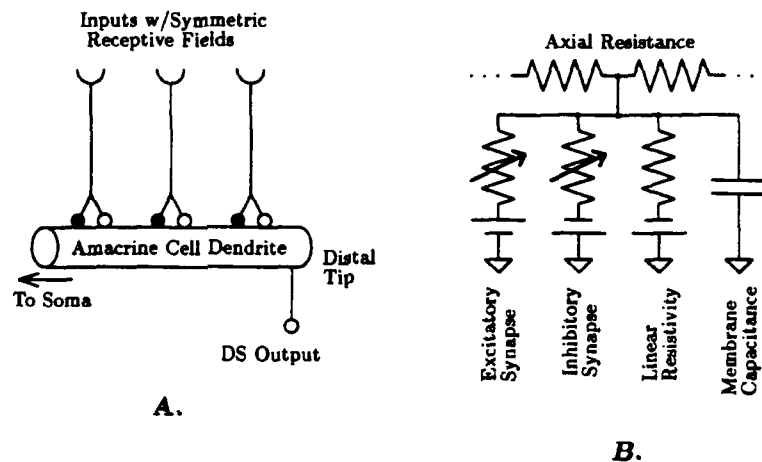 Inputs w/Symmetric
Receptive Fields
Amacrine Cell Dendrite
Distal
Tip
To Soma
DS Output
A.
Axial Resistance
Excitatory
Synapse
Inhibitory
Synapse
Linear
Resistivity
Membrane
Capacitance
B.